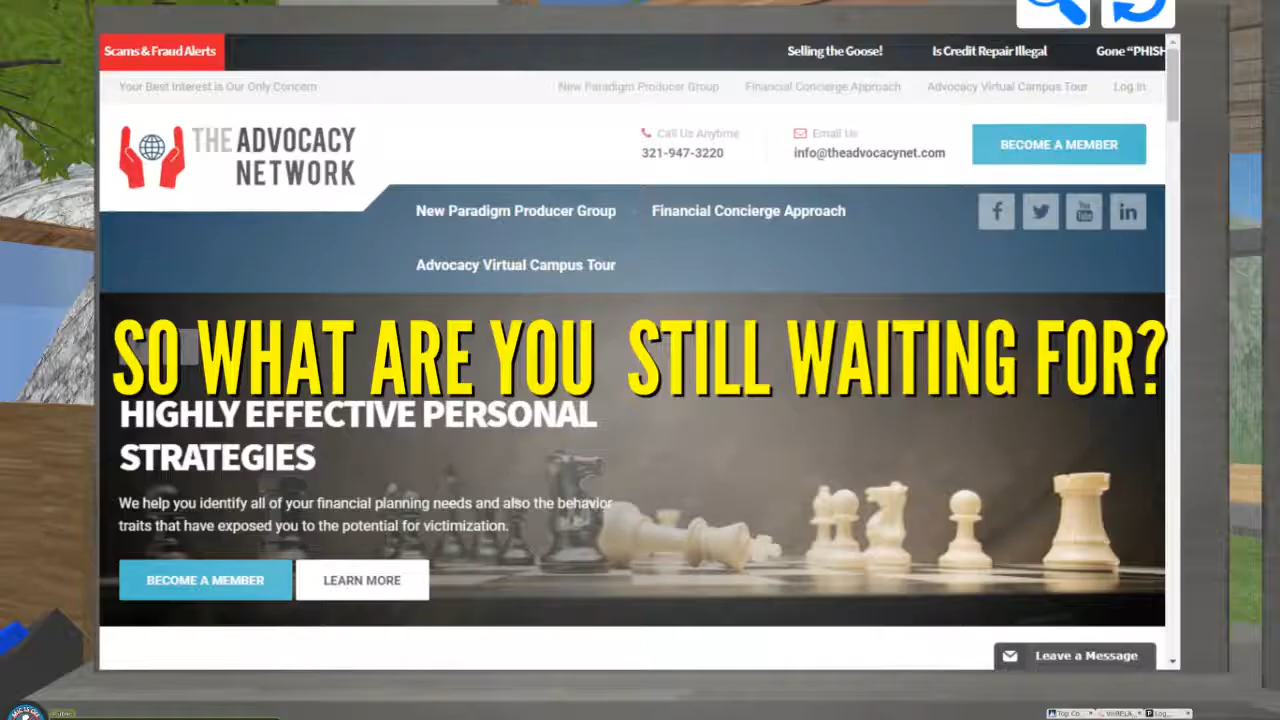 Scams & Fraud Alerts
Selling the Goose!
Is Credit Repair Illegal
Gone “PHISH
Your Best Interest is Our Only Concern
New Paradigm Producer Group
Financial Concierge Approach
Advocacy Virtual Campus Tour
Log In
THE ADVOCACY
NETWORK
Call Us Anytime
321-947-3220
Email Us
info@theadvocacynet.com
BECOME A MEMBER
New Paradigm Producer Group
Financial Concierge Approach
Advocacy Virtual Campus Tour
SO WHAT ARE YOU STILL WAITING FOR?
HIGHLY EFFECTIVE PERSONAL
STRATEGIES
We help you identify all of your financial planning needs and also the behavior
traits that have exposed you to the potential for victimization.
BECOME A MEMBER
LEARN MORE
Leave a Message